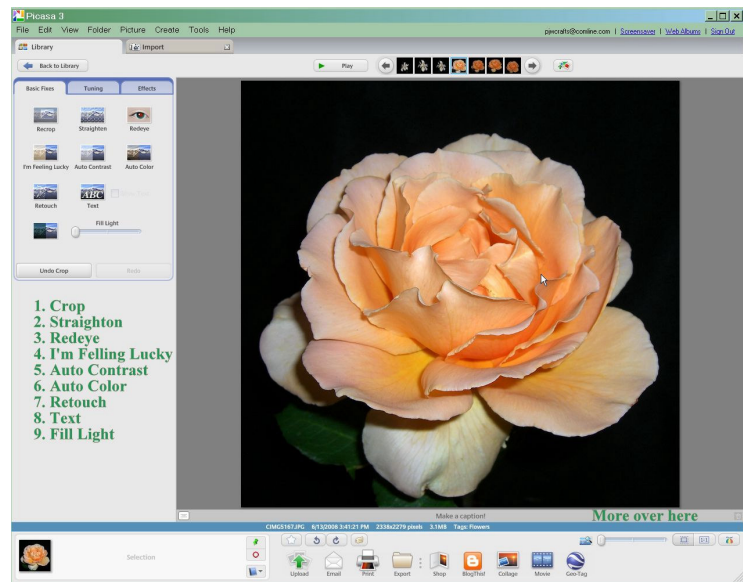 Picasa 3
File Edit View Folder Picture Create Tools Help
pjwcrafts@comline.com | Screensaver | Web Albums | Sign Out
Library
Import
Back to Library
Play
Basic Fixes Tuning Effects
Recrop Straighten Redeye
I'm Feeling Lucky Auto Contrast Auto Color
Retouch Text
ABC
Fill Light
Undo Crop Redo
1. Crop
2. Straighton
3. Redeye
4. I'm Felling Lucky
5. Auto Contrast
6. Auto Color
7. Retouch
8. Text
9. Fill Light
Make a caption!
More over here
CIMG5167.JPG 6/13/2008 3:41:21 PM 2338x2279 pixels 3.1MB Tags: Flowers
Selection
Upload Email Print Export Shop BlogThis! Collage Movie Geo-Tag